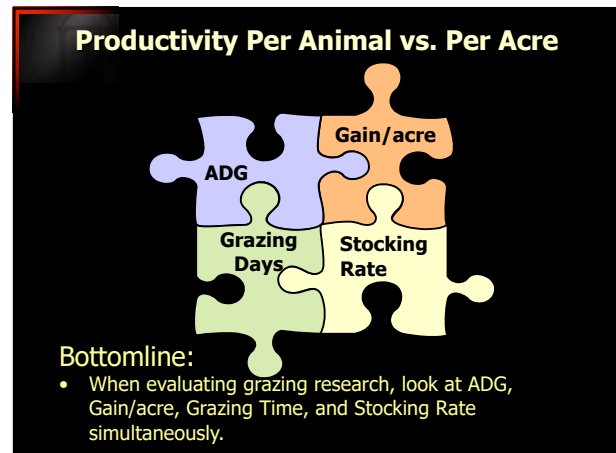 Productivity Per Animal vs. Per Acre
Gain/acre
ADG
Grazing
Days
Stocking
Rate
Bottomline:
• When evaluating grazing research, look at ADG,
Gain/acre, Grazing Time, and Stocking Rate
simultaneously.